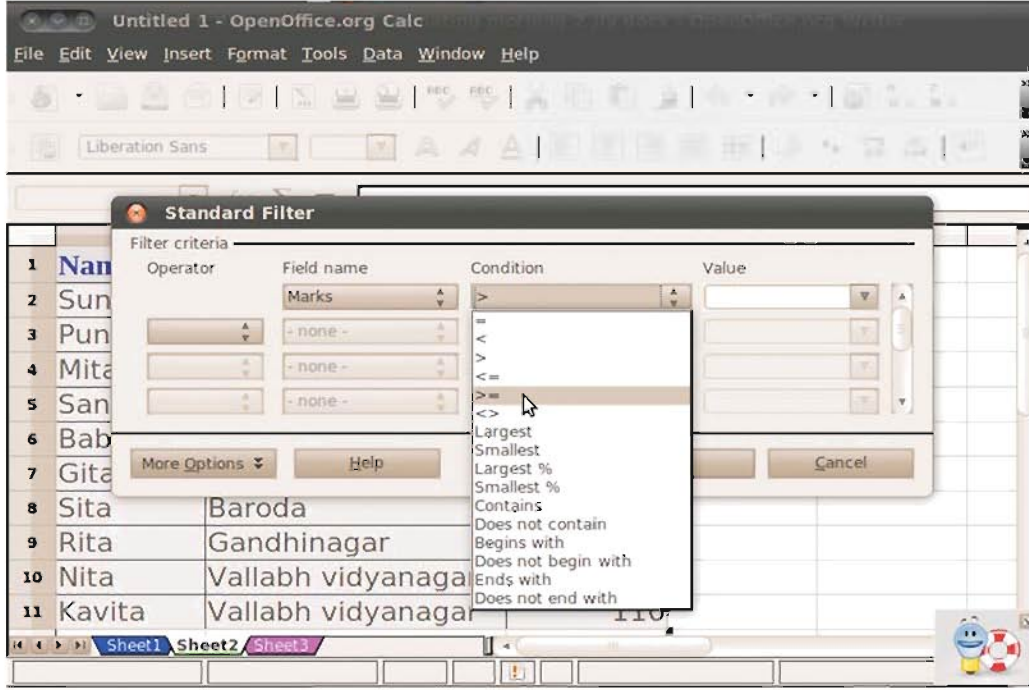 Untitled 1 - OpenOffice.org Calc
File Edit View Insert Format Tools Data Window Help
Liberation Sans
Standard Filter
Filter criteria
Operator Field name Condition Value
Marks >
- none -
- none -
- none -
=
<
>
<=
>=
<>
Largest
Smallest
Largest %
Smallest %
Contains
Does not contain
Begins with
Does not begin with
Ends with
Does not end with
More Options Help Cancel
1 Nam
2 Sun
3 Pun
4 Mita
5 San
6 Bab
7 Gita
8 Sita Baroda
9 Rita Gandhinagar
10 Nita Vallabh vidyanagar
11 Kavita Vallabh vidyanagar 110
Sheet1 Sheet2 Sheet3